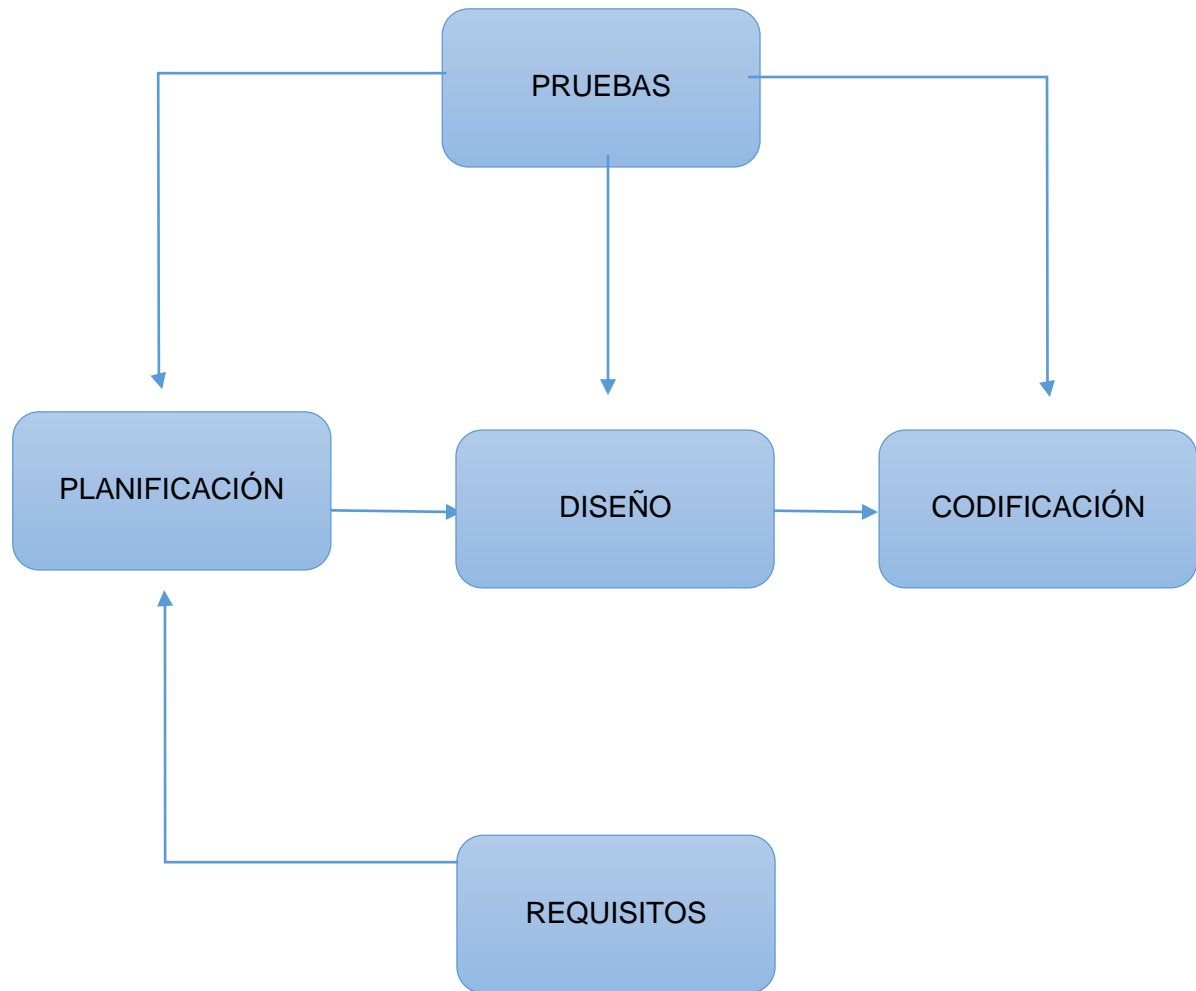 PRUEBAS
PLANIFICACIÓN
DISEÑO
CODIFICACIÓN
REQUISITOS